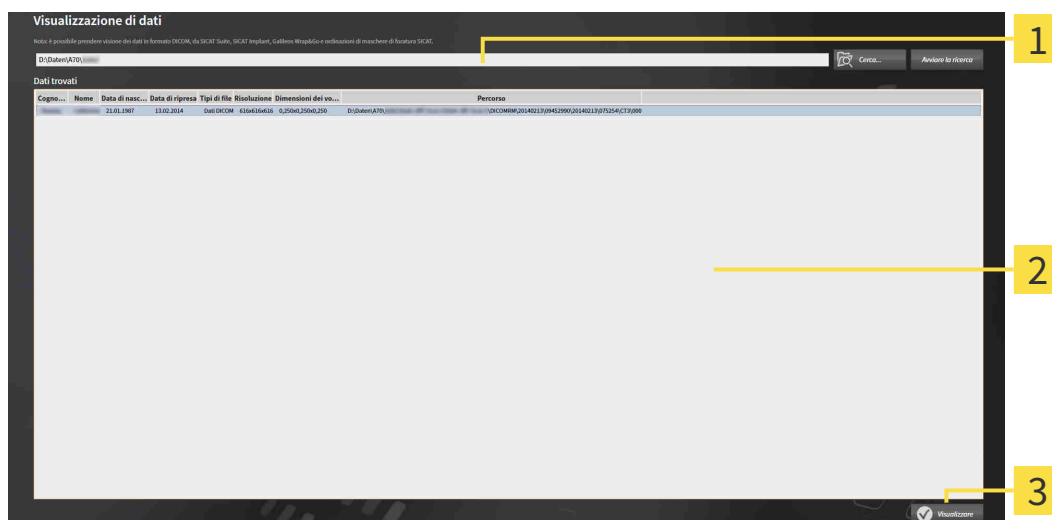 Visualizzazione di dati
Nota: è possibile prendere visione dei dati in formato DICOM, da SICAT Suite, SICAT Implant, Galileos Wrap&Go e ordinazioni di maschere di foratura SICAT.
D:\Daten\A70\
Cerca...
Avviare la ricerca
1
Dati trovati
Cogno... Nome Data di nasc... Data di ripresa Tipi di file Risoluzione Dimensioni dei vo... Percorso
21.01.1987 13.02.2014 Dati DICOM 616x616x616 0,250x0,250x0,250 D:\Daten\A70\ \DICOMRM\20140213\09452990\20140213\075254\CT3\000
2
3
Visualizzare